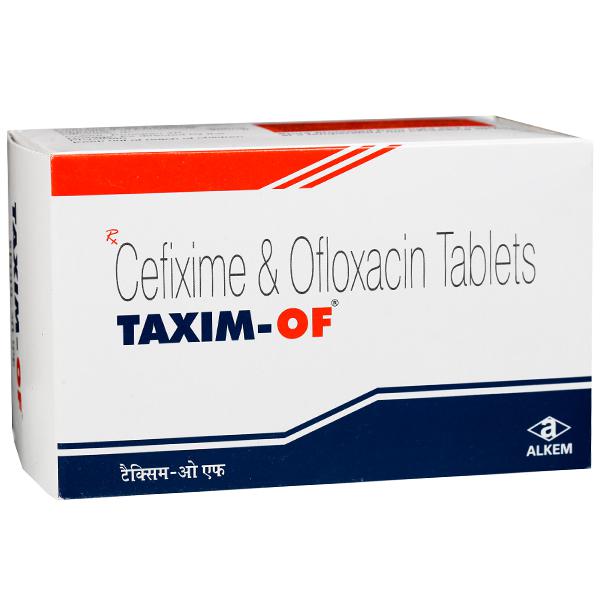 Rx
Cefixime & Ofloxacin Tablets
TAXIM-OF®
टैक्सिम-ओ एफ
a
ALKEM
TAXIM-OF